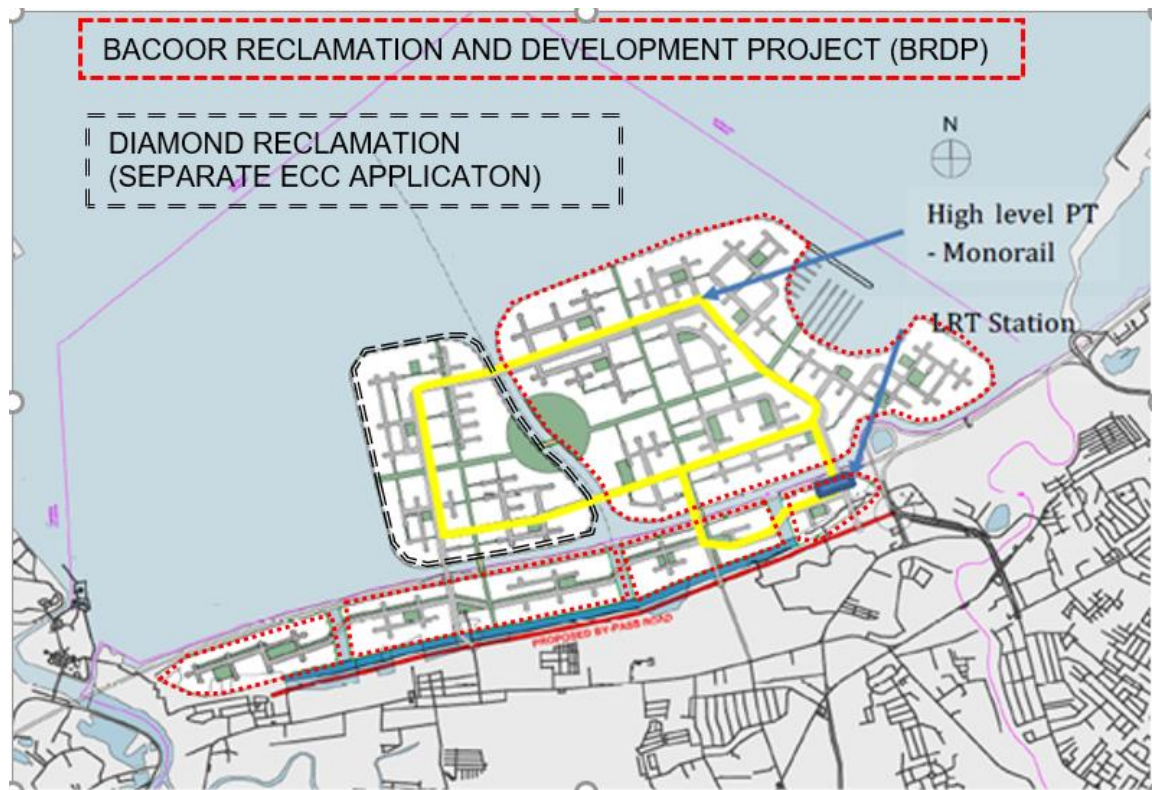 BACOOR RECLAMATION AND DEVELOPMENT PROJECT (BRDP)
DIAMOND RECLAMATION
(SEPARATE ECC APPLICATON)
N
High level PT
- Monorail
LRT Station
PROPOSED BY-PASS ROAD